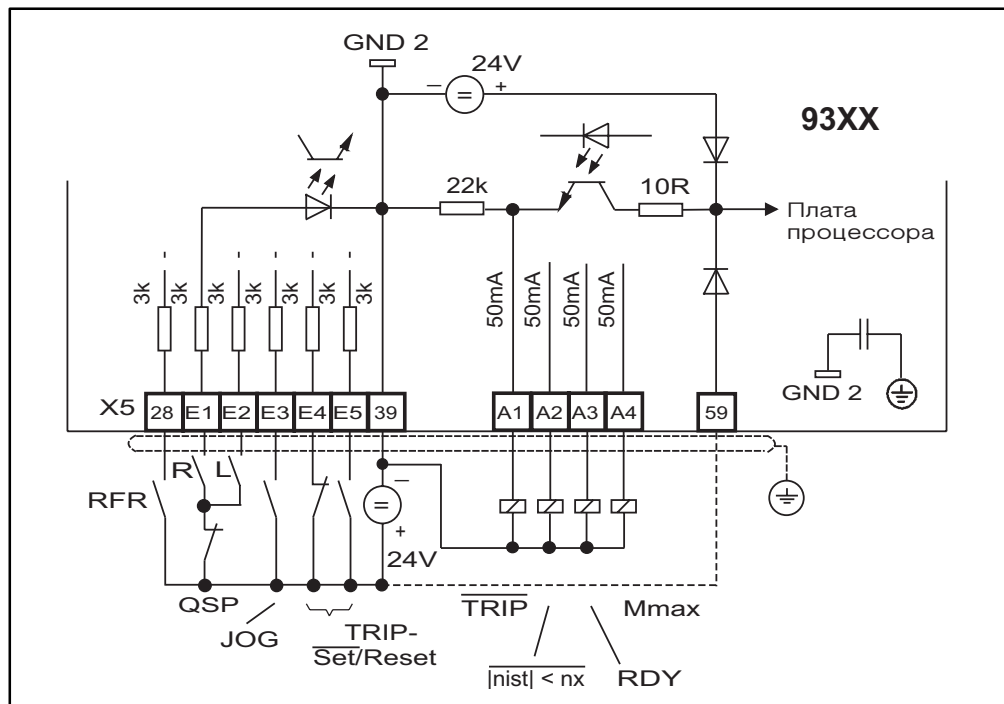 GND 2
24V
− +
=
93XX
22k
10R
Плата
процессора
3k 3k 3k 3k 3k 3k
50mA 50mA 50mA 50mA
GND 2
X5 28 E1 E2 E3 E4 E5 39 A1 A2 A3 A4 59
R L
−
RFR
=
+
24V
QSP
TRIP
Mmax
JOG
TRIP-
Set/Reset
|nist| < nx
RDY